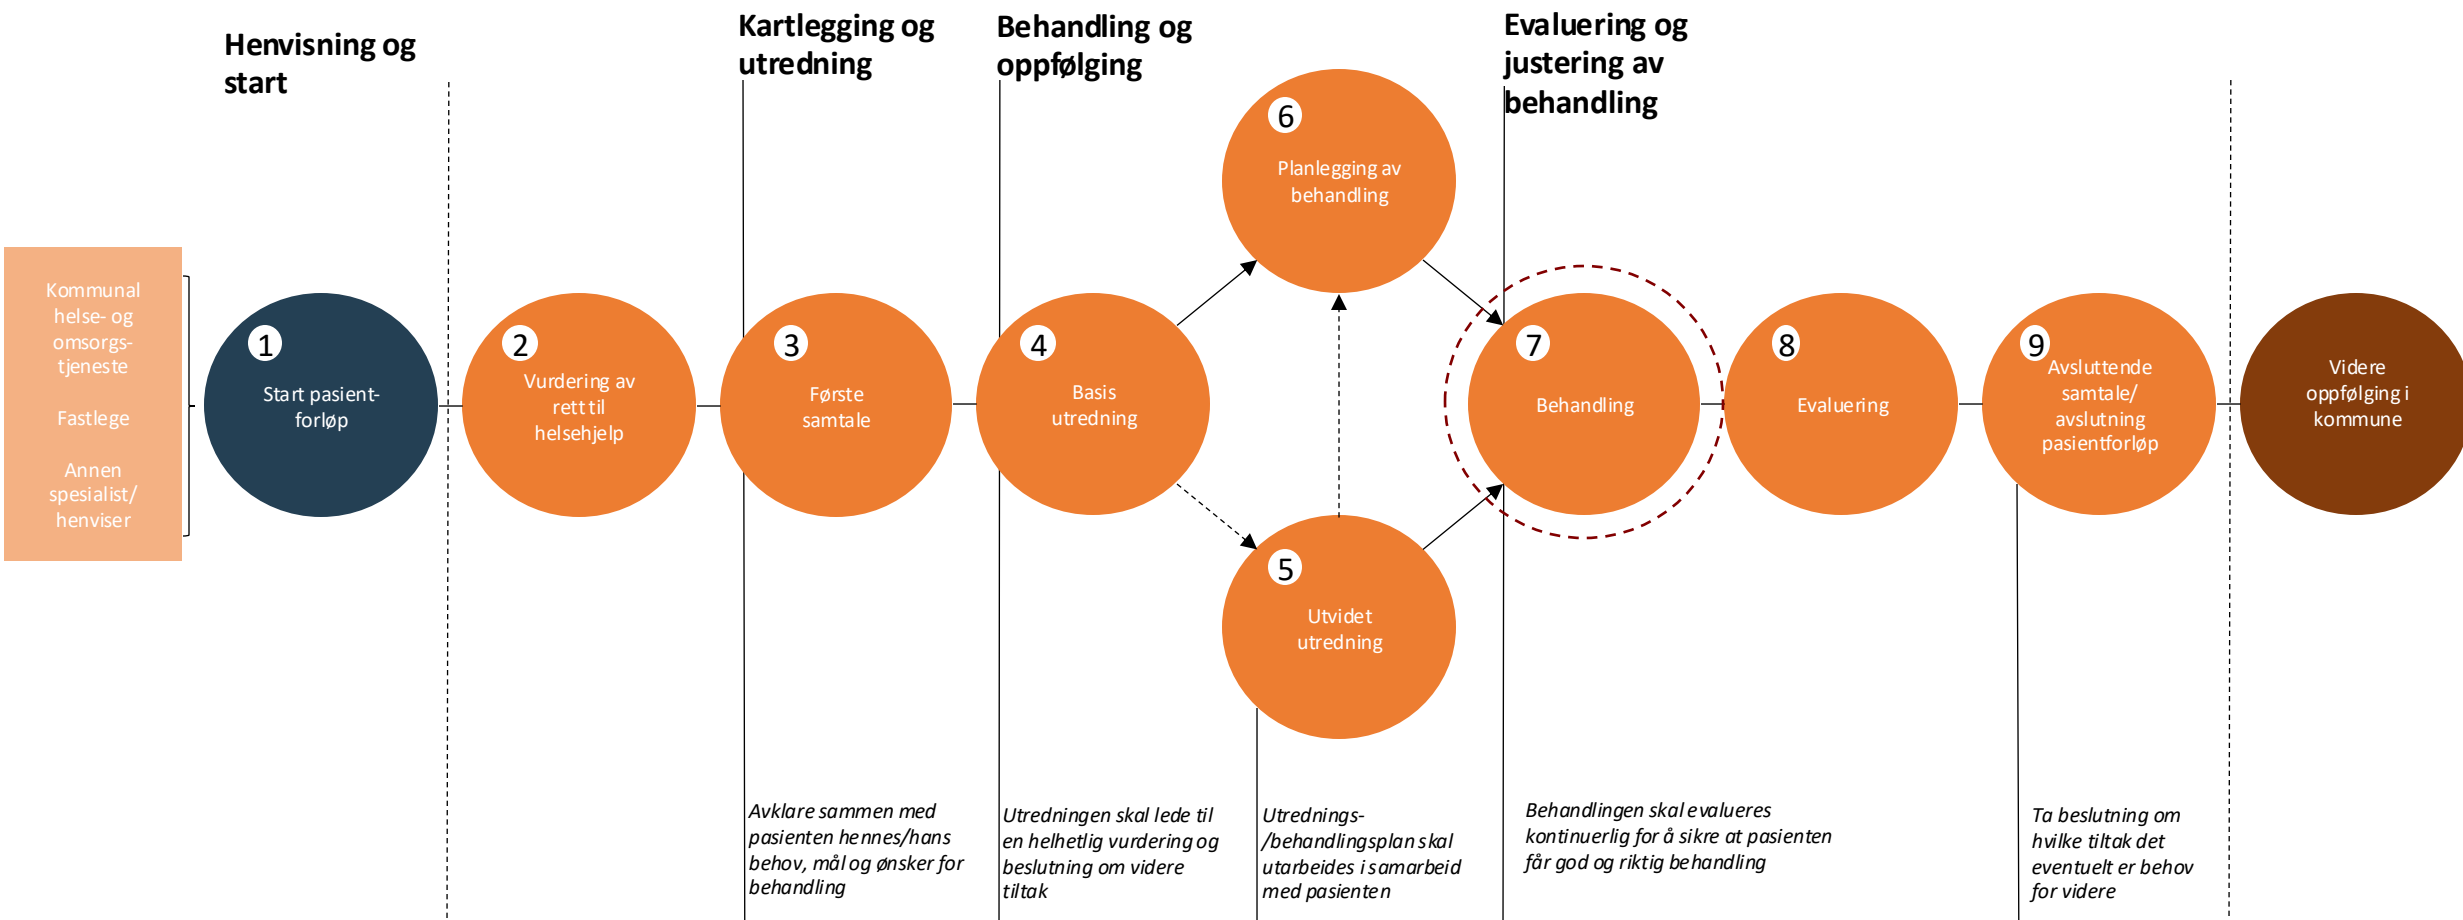 Henvisning og
start
Kartlegging og
utredning
Behandling og
oppfølging
Evaluering og
justering av
behandling
Kommunal
helse- og
omsorgs-
tjeneste
Fastlege
Annen
spesialist/
henviser
1
Start pasient-
forløp
2
Vurdering av
rett til
helsehjelp
3
Første
samtale
4
Basis
utredning
5
Utvidet
utredning
6
Planlegging av
behandling
7
Behandling
8
Evaluering
9
Avsluttende
samtale/
avslutning
pasientforløp
Videre
oppfølging i
kommune
Avklare sammen med
pasienten hennes/hans
behov, mål og ønsker for
behandling
Utredningen skal lede til
en helhetlig vurdering og
beslutning om videre
tiltak
Utrednings-
/behandlingsplan skal
utarbeides i samarbeid
med pasienten
Behandlingen skal evalueres
kontinuerlig for å sikre at pasienten
får god og riktig behandling
Ta beslutning om
hvilke tiltak det
eventuelt er behov
for videre